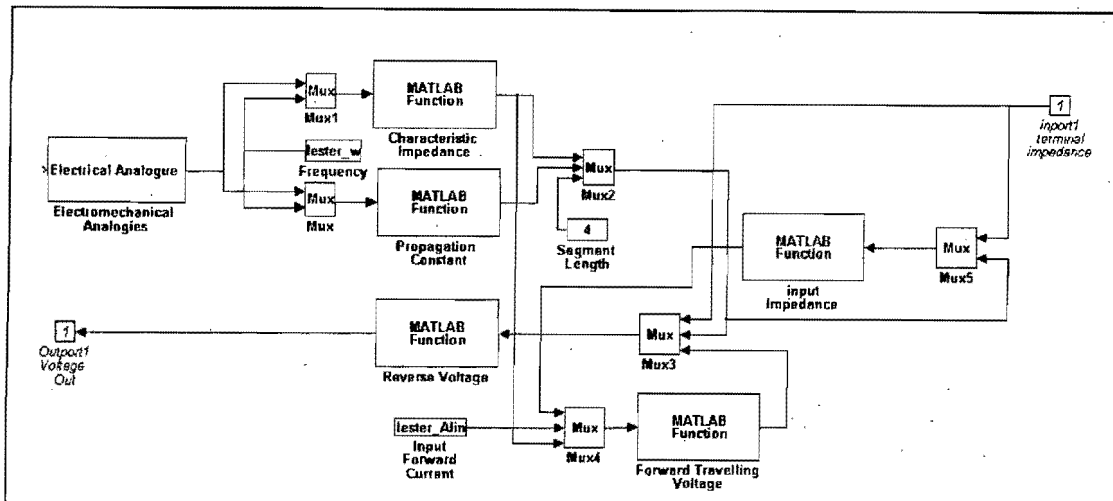 MATLAB
Function
Characteristic
Impedance
Mux
Mux1
Electrical Analogue
Electromechanical
Analogies
tester_w
Frequency
Mux
Mux
MATLAB
Function
Propagation
Constant
Mux
Mux2
4
Segment
Length
1
inport1
terminal
impedance
MATLAB
Function
input
Impedance
Mux
Mux5
1
Outport1
Voltage
Out
MATLAB
Function
Reverse Voltage
Mux
Mux3
tester_AIin
Input
Forward
Current
Mux
Mux4
MATLAB
Function
Forward Travelling
Voltage